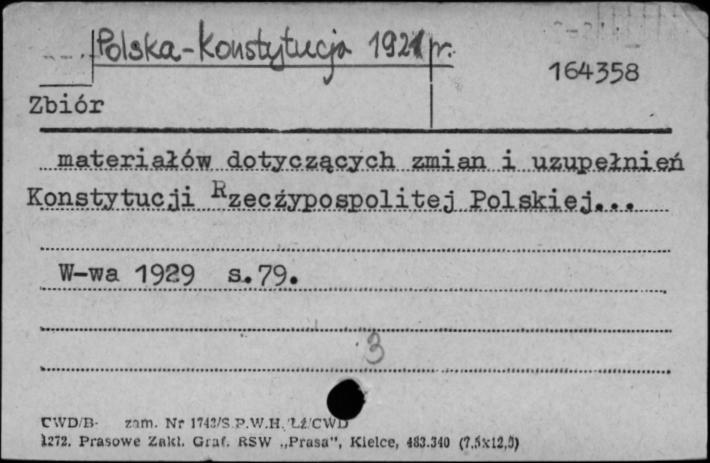 Polska-Konstytucja 1921 r.
164358
Zbiór
materiałów dotyczących zmian i uzupełnień
Konstytucji Rzeczypospolitej Polskiej...
W-wa 1929 s.79.
3
CWD/B- zam. Nr 1743/S.P.W.H. ŁŻ/CWD
1272. Prasowe Zakł. Graf. RSW „Prasa", Kielce, 483.340 (7,5x12,5)